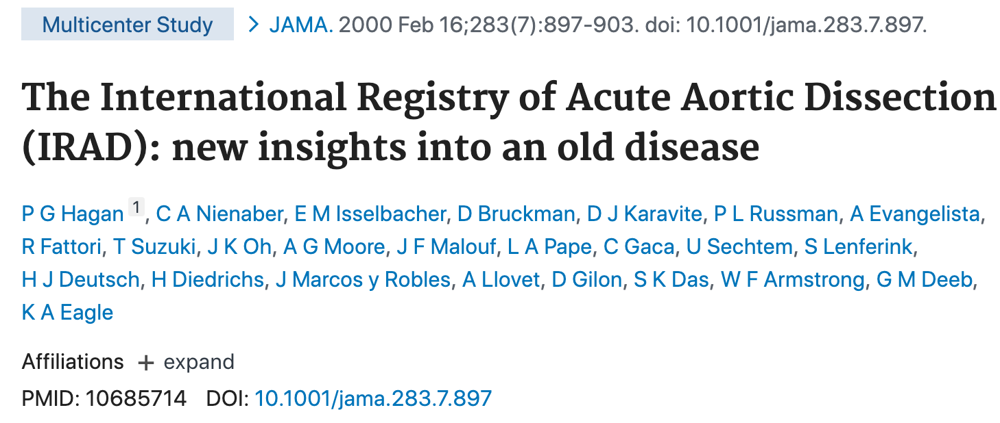 Multicenter Study > JAMA. 2000 Feb 16;283(7):897-903. doi: 10.1001/jama.283.7.897.
The International Registry of Acute Aortic Dissection
(IRAD): new insights into an old disease
P G Hagan 1, C A Nienaber, E M Isselbacher, D Bruckman, D J Karavite, P L Russman, A Evangelista,
R Fattori, T Suzuki, J K Oh, A G Moore, J F Malouf, L A Pape, C Gaca, U Sechtem, S Lenferink,
H J Deutsch, H Diedrichs, J Marcos y Robles, A Llovet, D Gilon, S K Das, W F Armstrong, G M Deeb,
K A Eagle
Affiliations + expand
PMID: 10685714 DOI: 10.1001/jama.283.7.897